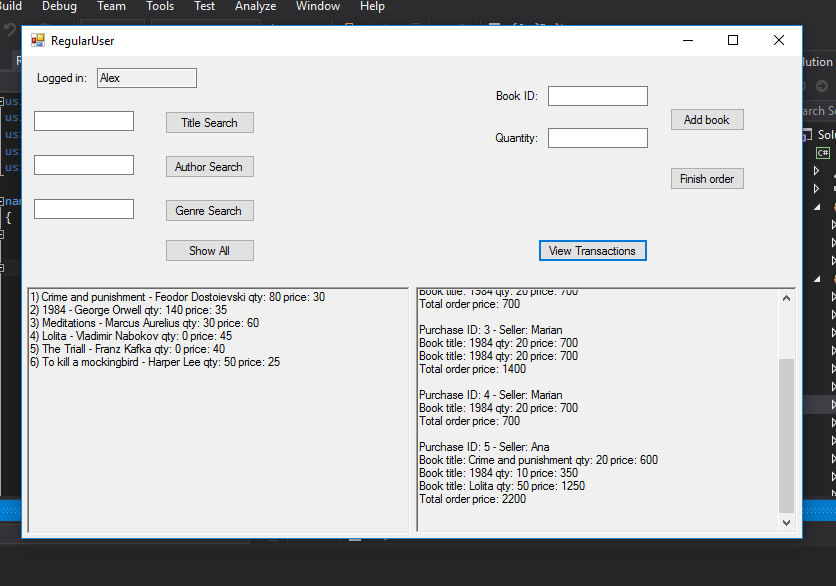 Build Debug Team Tools Test Analyze Window Help
RegularUser
Logged in: Alex
Book ID:
Title Search
Add book
Quantity:
Author Search
Finish order
Genre Search
Show All
View Transactions
1) Crime and punishment - Feodor Dostoievski qty: 80 price: 30
2) 1984 - George Orwell qty: 140 price: 35
3) Meditations - Marcus Aurelius qty: 30 price: 60
4) Lolita - Vladimir Nabokov qty: 0 price: 45
5) The Triall - Franz Kafka qty: 0 price: 40
6) To kill a mockingbird - Harper Lee qty: 50 price: 25
Book title: 1984 qty: 20 price: 700
Total order price: 700
Purchase ID: 3 - Seller: Marian
Book title: 1984 qty: 20 price: 700
Book title: 1984 qty: 20 price: 700
Total order price: 1400
Purchase ID: 4 - Seller: Marian
Book title: 1984 qty: 20 price: 700
Total order price: 700
Purchase ID: 5 - Seller: Ana
Book title: Crime and punishment qty: 20 price: 600
Book title: 1984 qty: 10 price: 350
Book title: Lolita qty: 50 price: 1250
Total order price: 2200